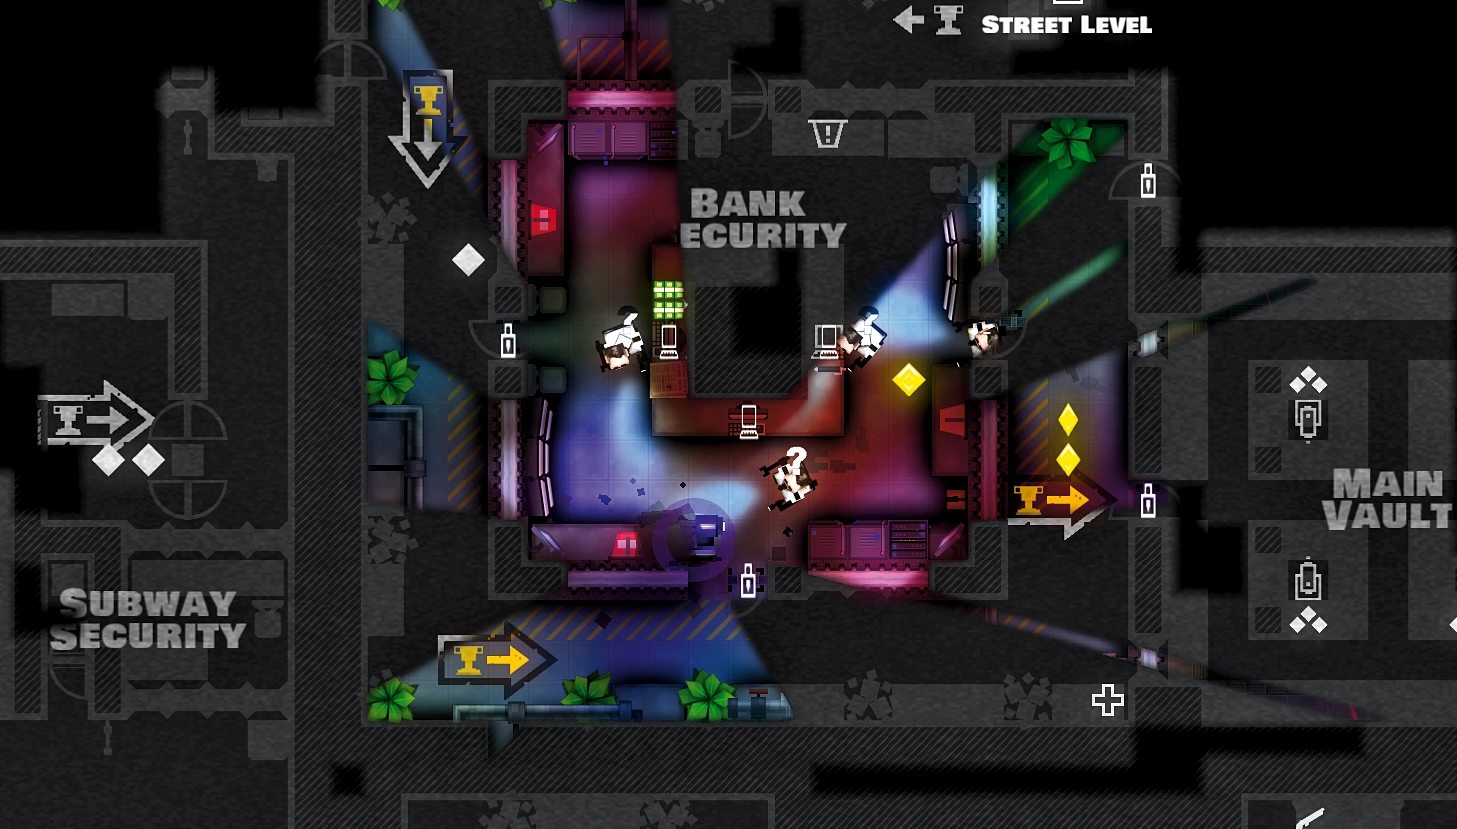 STREET LEVEL
BANK
ECURITY
MAIN
VAULT
SUBWAY
SECURITY